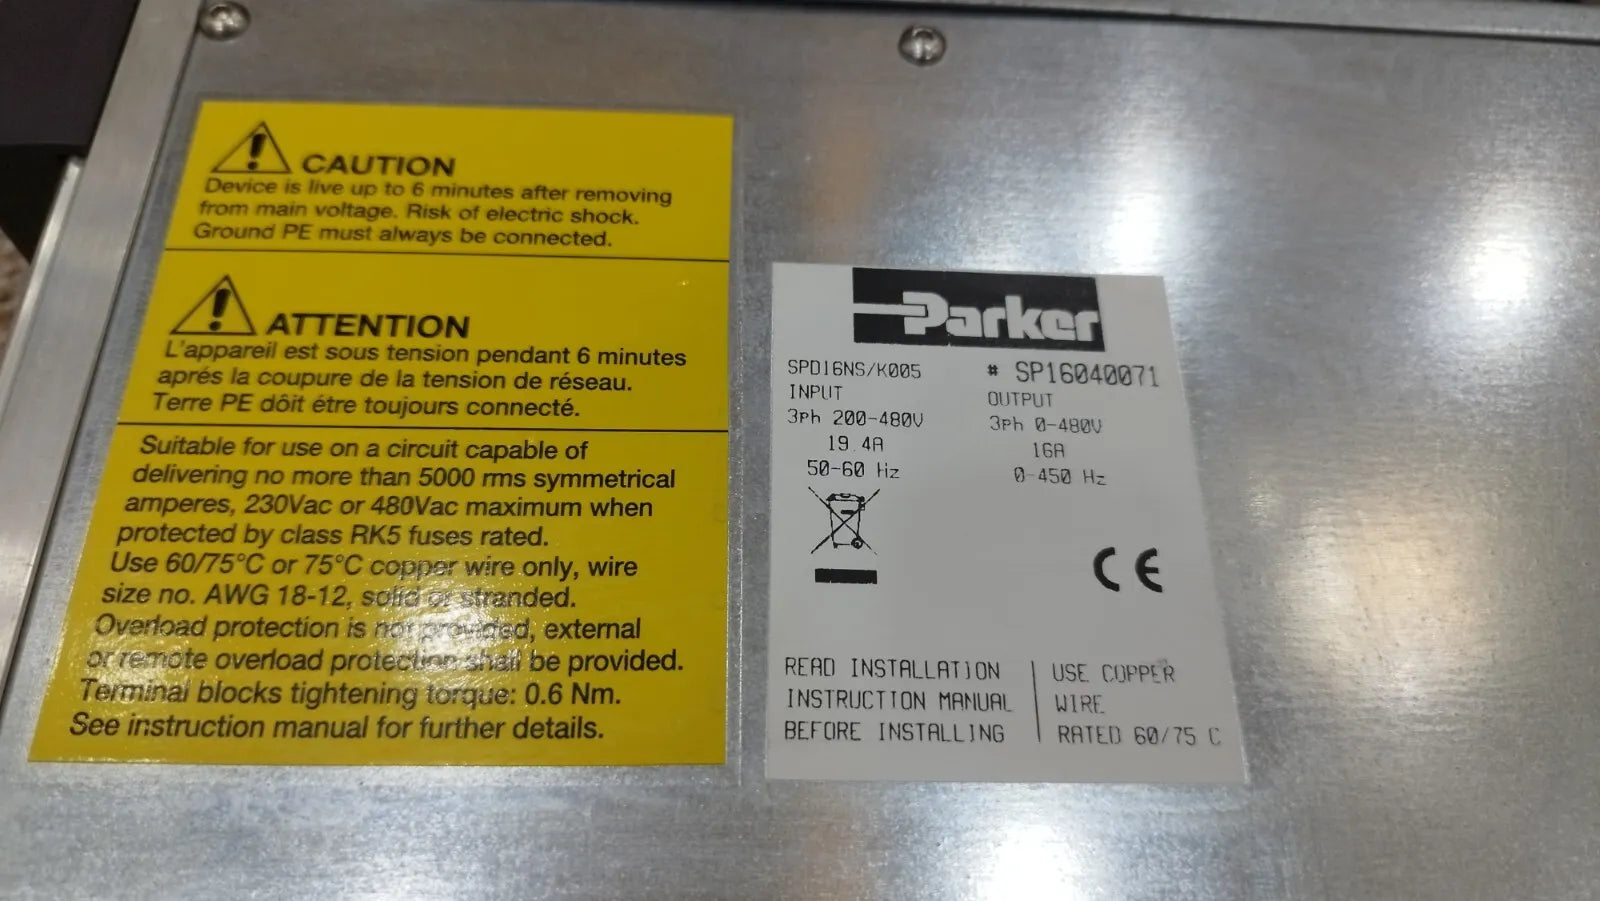 CAUTION
Device is live up to 6 minutes after removing
from main voltage. Risk of electric shock.
Ground PE must always be connected.
ATTENTION
L'appareil est sous tension pendant 6 minutes
aprés la coupure de la tension de réseau.
Terre PE dôit étre toujours connecté.
Suitable for use on a circuit capable of
delivering no more than 5000 rms symmetrical
amperes, 230Vac or 480Vac maximum when
protected by class RK5 fuses rated.
Use 60/75°C or 75°C copper wire only, wire
size no. AWG 18-12, solid or stranded.
Overload protection is not provided, external
or remote overload protection shall be provided.
Terminal blocks tightening torque: 0.6 Nm.
See instruction manual for further details.
Parker
SPD16NS/K005 # SP16040071
INPUT OUTPUT
3Ph 200-480V 3Ph 0-480V
19.4A 16A
50-60 Hz 0-450 Hz
CE
READ INSTALLATION USE COPPER
INSTRUCTION MANUAL WIRE
BEFORE INSTALLING RATED 60/75 C